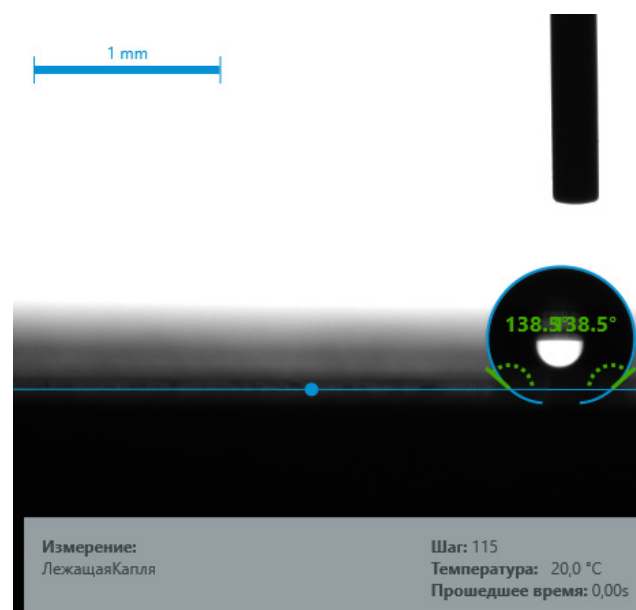 1 mm
138.5° 138.5°
Измерение:
ЛежащаяКапля
Шаг: 115
Температура: 20,0 °C
Прошедшее время: 0,00s